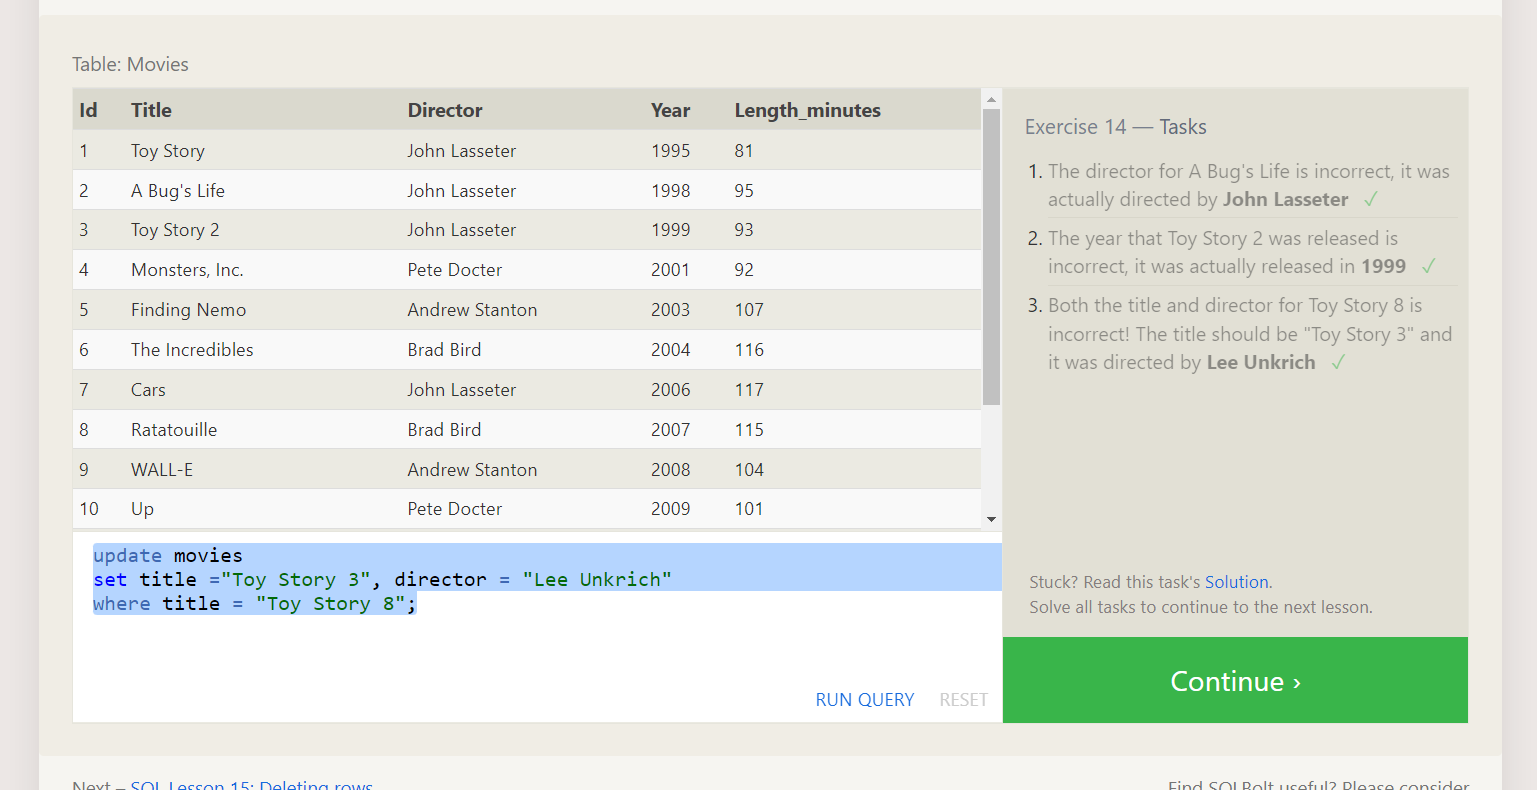 Table: Movies
Id Title Director Year Length_minutes
1 Toy Story John Lasseter 1995 81
2 A Bug's Life John Lasseter 1998 95
3 Toy Story 2 John Lasseter 1999 93
4 Monsters, Inc. Pete Docter 2001 92
5 Finding Nemo Andrew Stanton 2003 107
6 The Incredibles Brad Bird 2004 116
7 Cars John Lasseter 2006 117
8 Ratatouille Brad Bird 2007 115
9 WALL-E Andrew Stanton 2008 104
10 Up Pete Docter 2009 101
update movies
set title ="Toy Story 3", director = "Lee Unkrich"
where title = "Toy Story 8";
RUN QUERY RESET
Exercise 14 — Tasks
1. The director for A Bug's Life is incorrect, it was
actually directed by John Lasseter ✓
2. The year that Toy Story 2 was released is
incorrect, it was actually released in 1999 ✓
3. Both the title and director for Toy Story 8 is
incorrect! The title should be "Toy Story 3" and
it was directed by Lee Unkrich ✓
Stuck? Read this task's Solution.
Solve all tasks to continue to the next lesson.
Continue ›
Next – SQL Lesson 15: Deleting rows
Find SQLBolt useful? Please consider